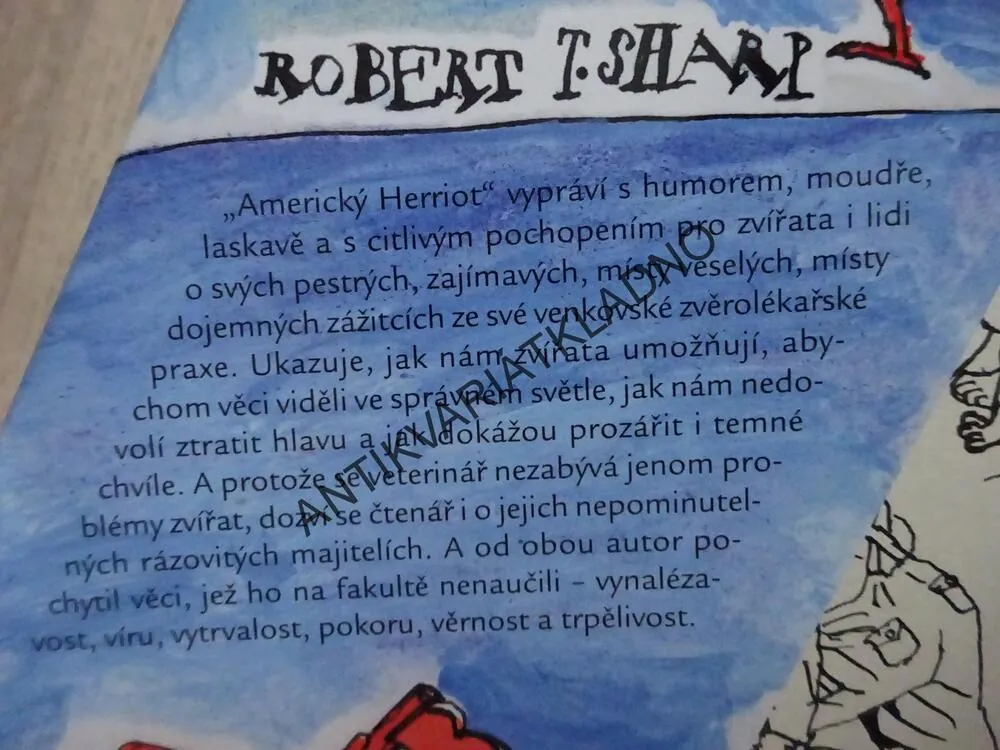 ROBERT T. SHARP
„Americký Herriot“ vypráví s humorem, moudře,
laskavě a s citlivým pochopením pro zvířata i lidi
o svých pestrých, zajímavých, místy veselých, místy
dojemných zážitcích ze své venkovské zvěrolékařské
praxe. Ukazuje, jak nám zvířata umožňují, aby-
chom věci viděli ve správném světle, jak nám nedo-
volí ztratit hlavu a jak dokážou prozářit i temné
chvíle. A protože se veterinář nezabývá jenom pro-
blémy zvířat, dozví se čtenář i o jejich nepominutel-
ných rázovitých majitelích. A od obou autor po-
chytil věci, jež ho na fakultě nenaučili – vynaléza-
vost, víru, vytrvalost, pokoru, věrnost a trpělivost.
ANTIKVARIATKLADNO